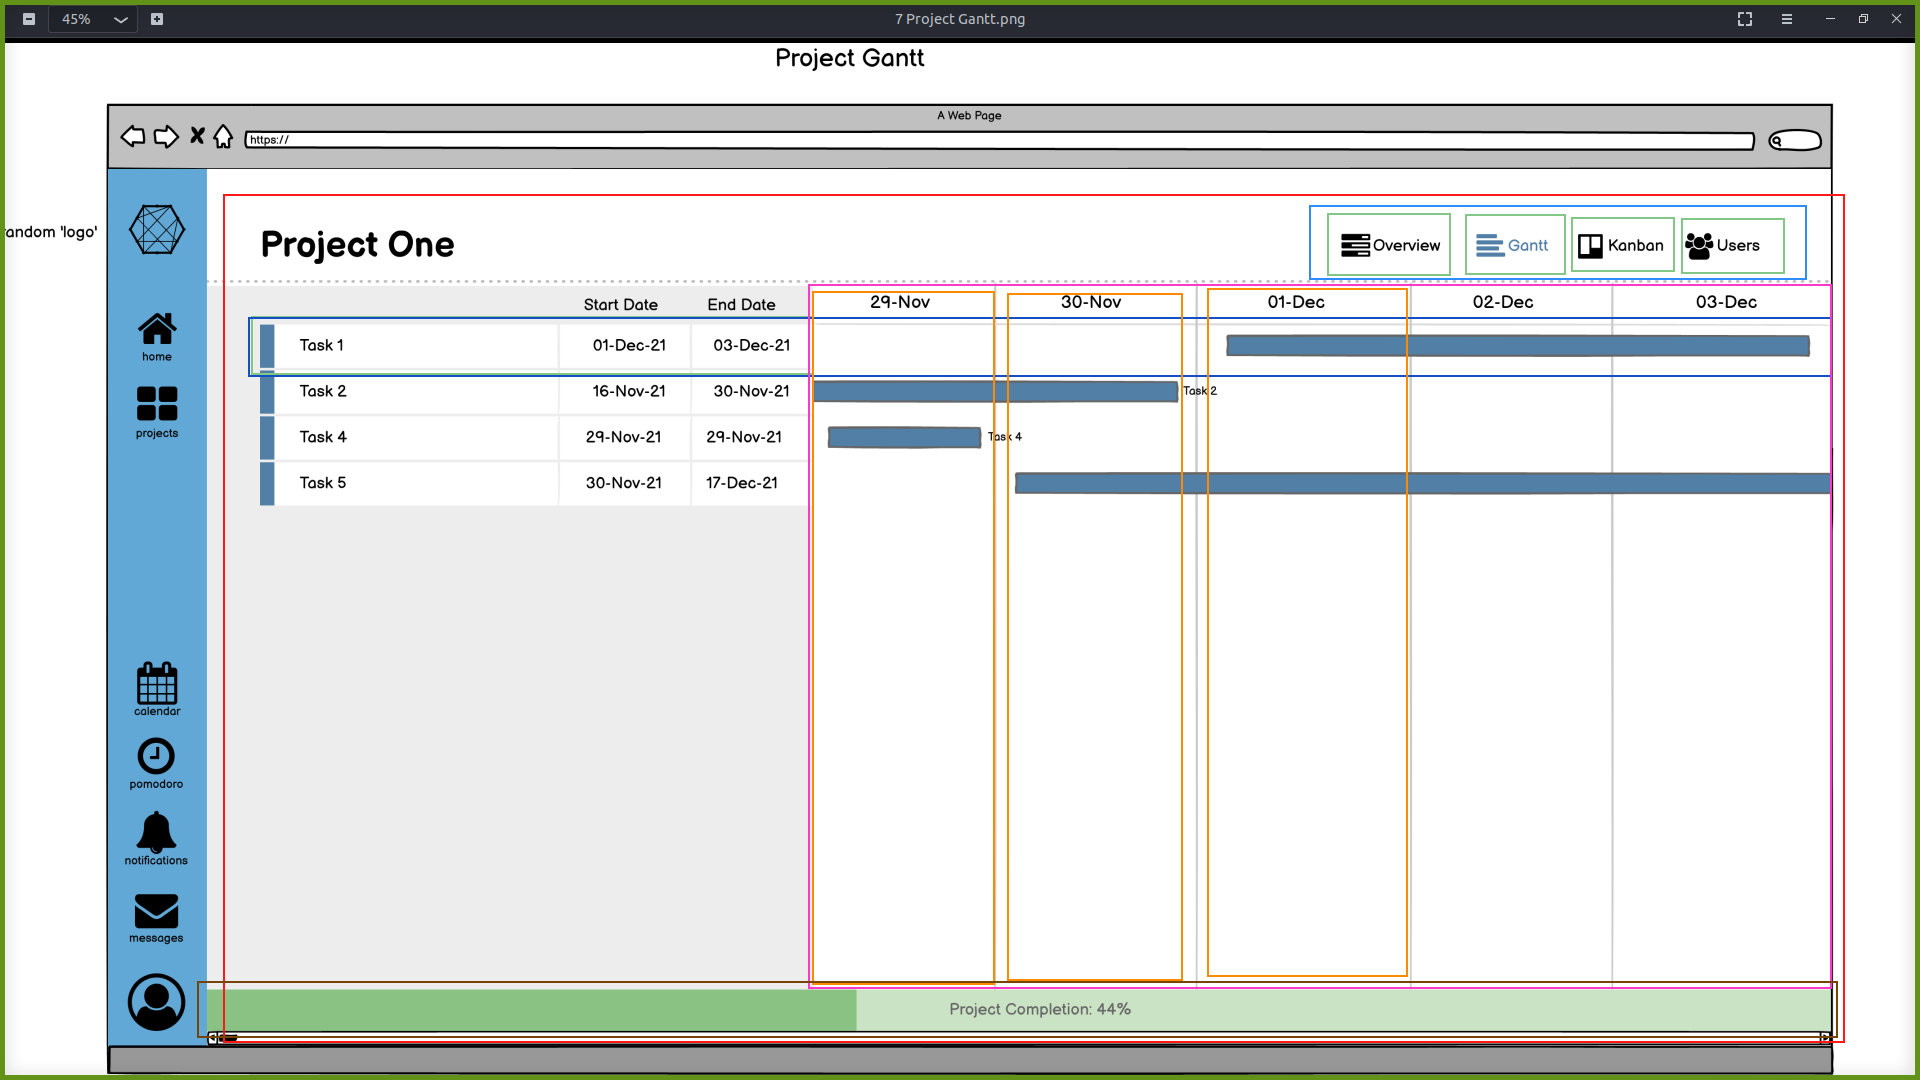 45%
7 Project Gantt.png
Project Gantt
A Web Page
https://
andom 'logo'
Project One
Overview
Gantt
Kanban
Users
Start Date
End Date
29-Nov
30-Nov
01-Dec
02-Dec
03-Dec
home
Task 1
01-Dec-21
03-Dec-21
Task 2
16-Nov-21
30-Nov-21
Task 2
projects
Task 4
29-Nov-21
29-Nov-21
Task 4
Task 5
30-Nov-21
17-Dec-21
calendar
pomodoro
notifications
messages
Project Completion: 44%